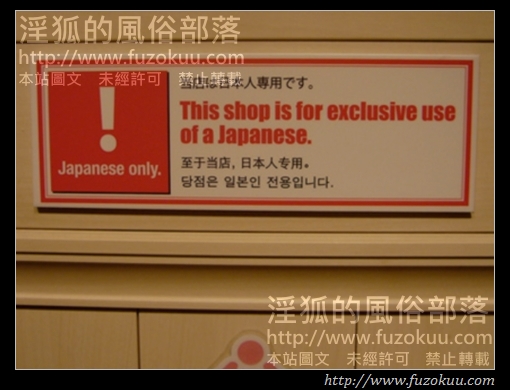 淫狐的風俗部落
http://www.fuzokuu.com/
本站圖文 未經許可 禁止轉載
当店は日本人専用です。
This shop is for exclusive use
of a Japanese.
Japanese only.
至于当店, 日本人专用。
당점은 일본인 전용입니다.
淫狐的風俗部落
http://www.fuzokuu.com/
本站圖文 未經許可 禁止轉載
http://www.fuzokuu.com